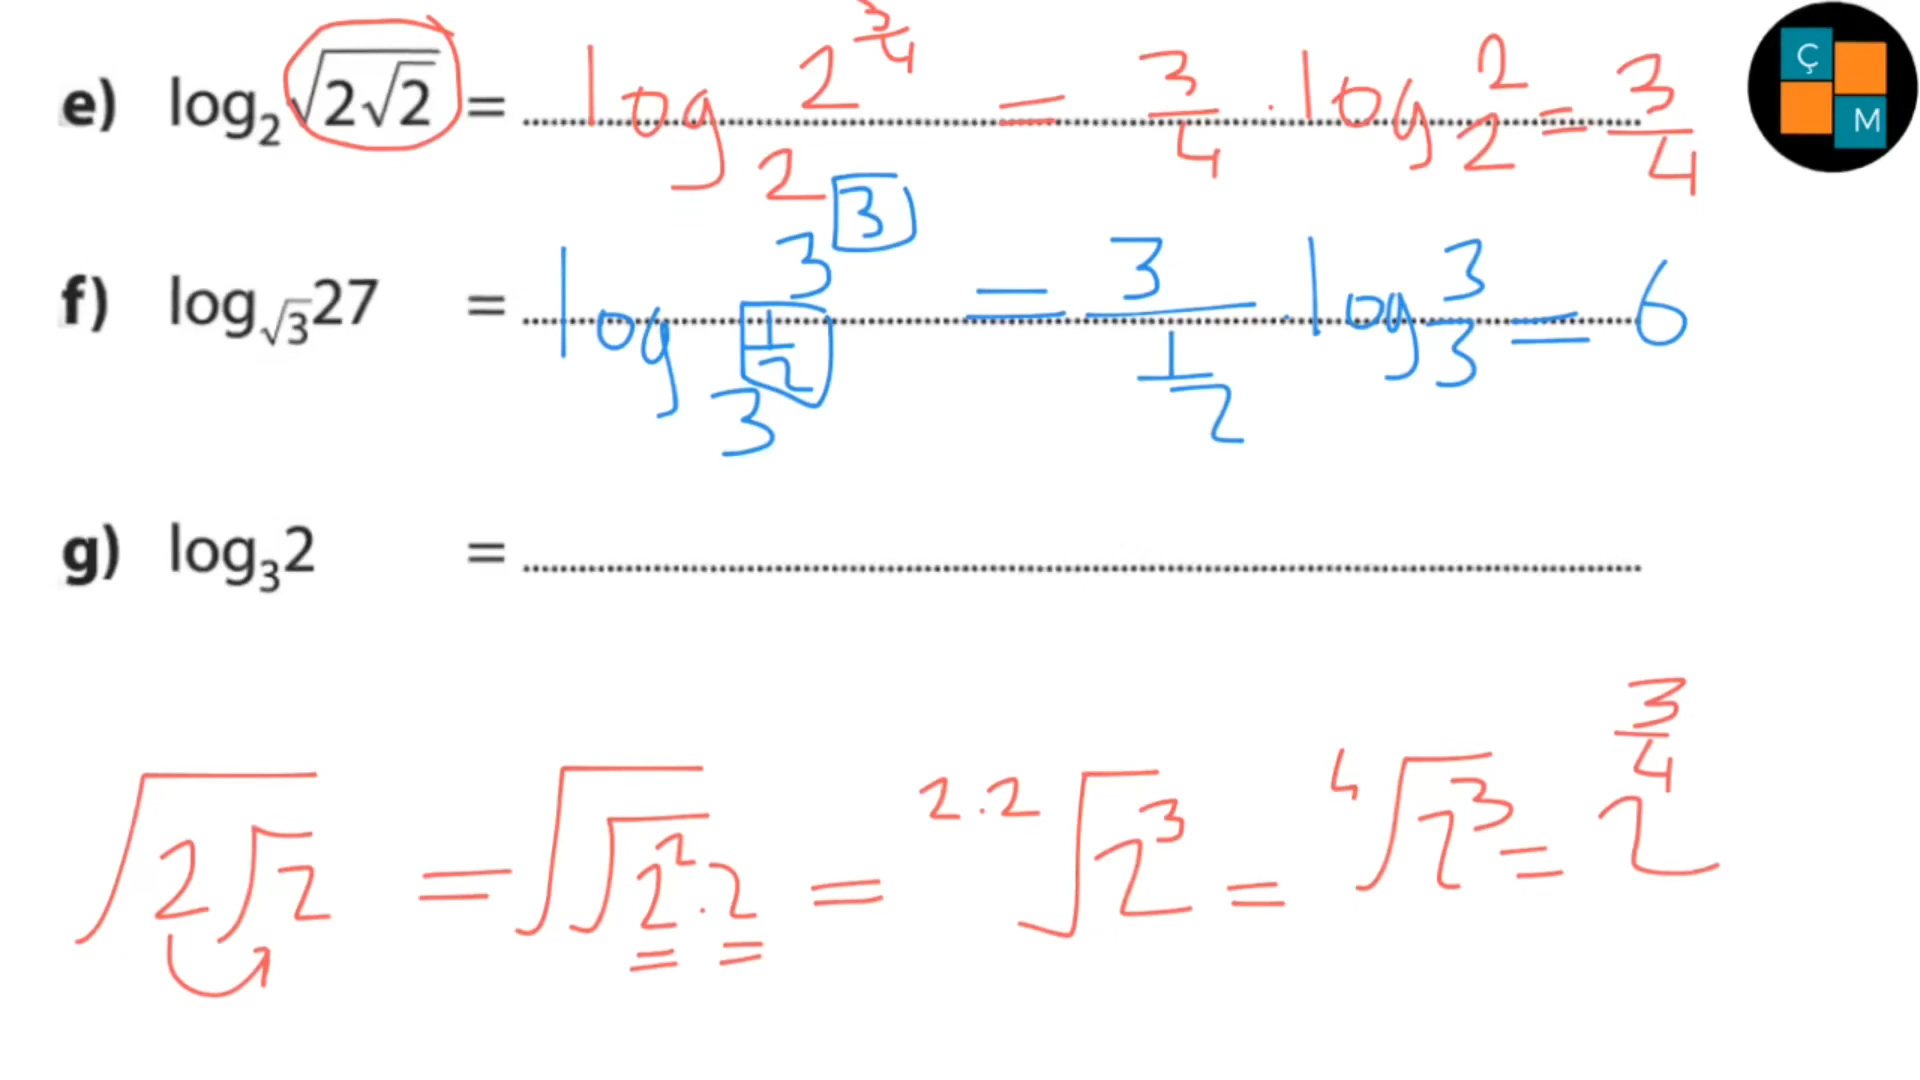 e) log₂√(2√2) = log₂ 2^(3/4) = 3/4 · log₂ 2 = 3/4
Ç
M
f) log_√3 27 = log_(3^(1/2)) 3^3 = 3/(1/2) · log₃ 3 = 6
g) log₃2 = ........................
√(2√2) = √(√(2²·2)) = ²·²√(2³) = ⁴√(2³) = 2^(3/4)